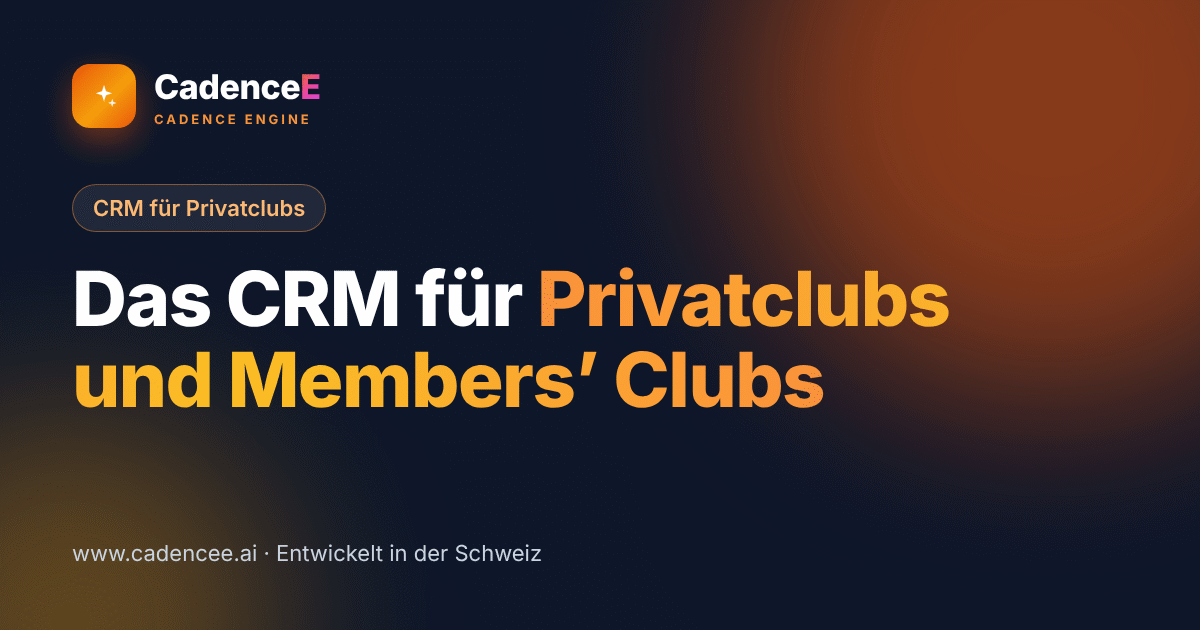 CadenceE
CADENCE ENGINE
CRM für Privatclubs
Das CRM für Privatclubs
und Members’ Clubs
www.cadencee.ai · Entwickelt in der Schweiz